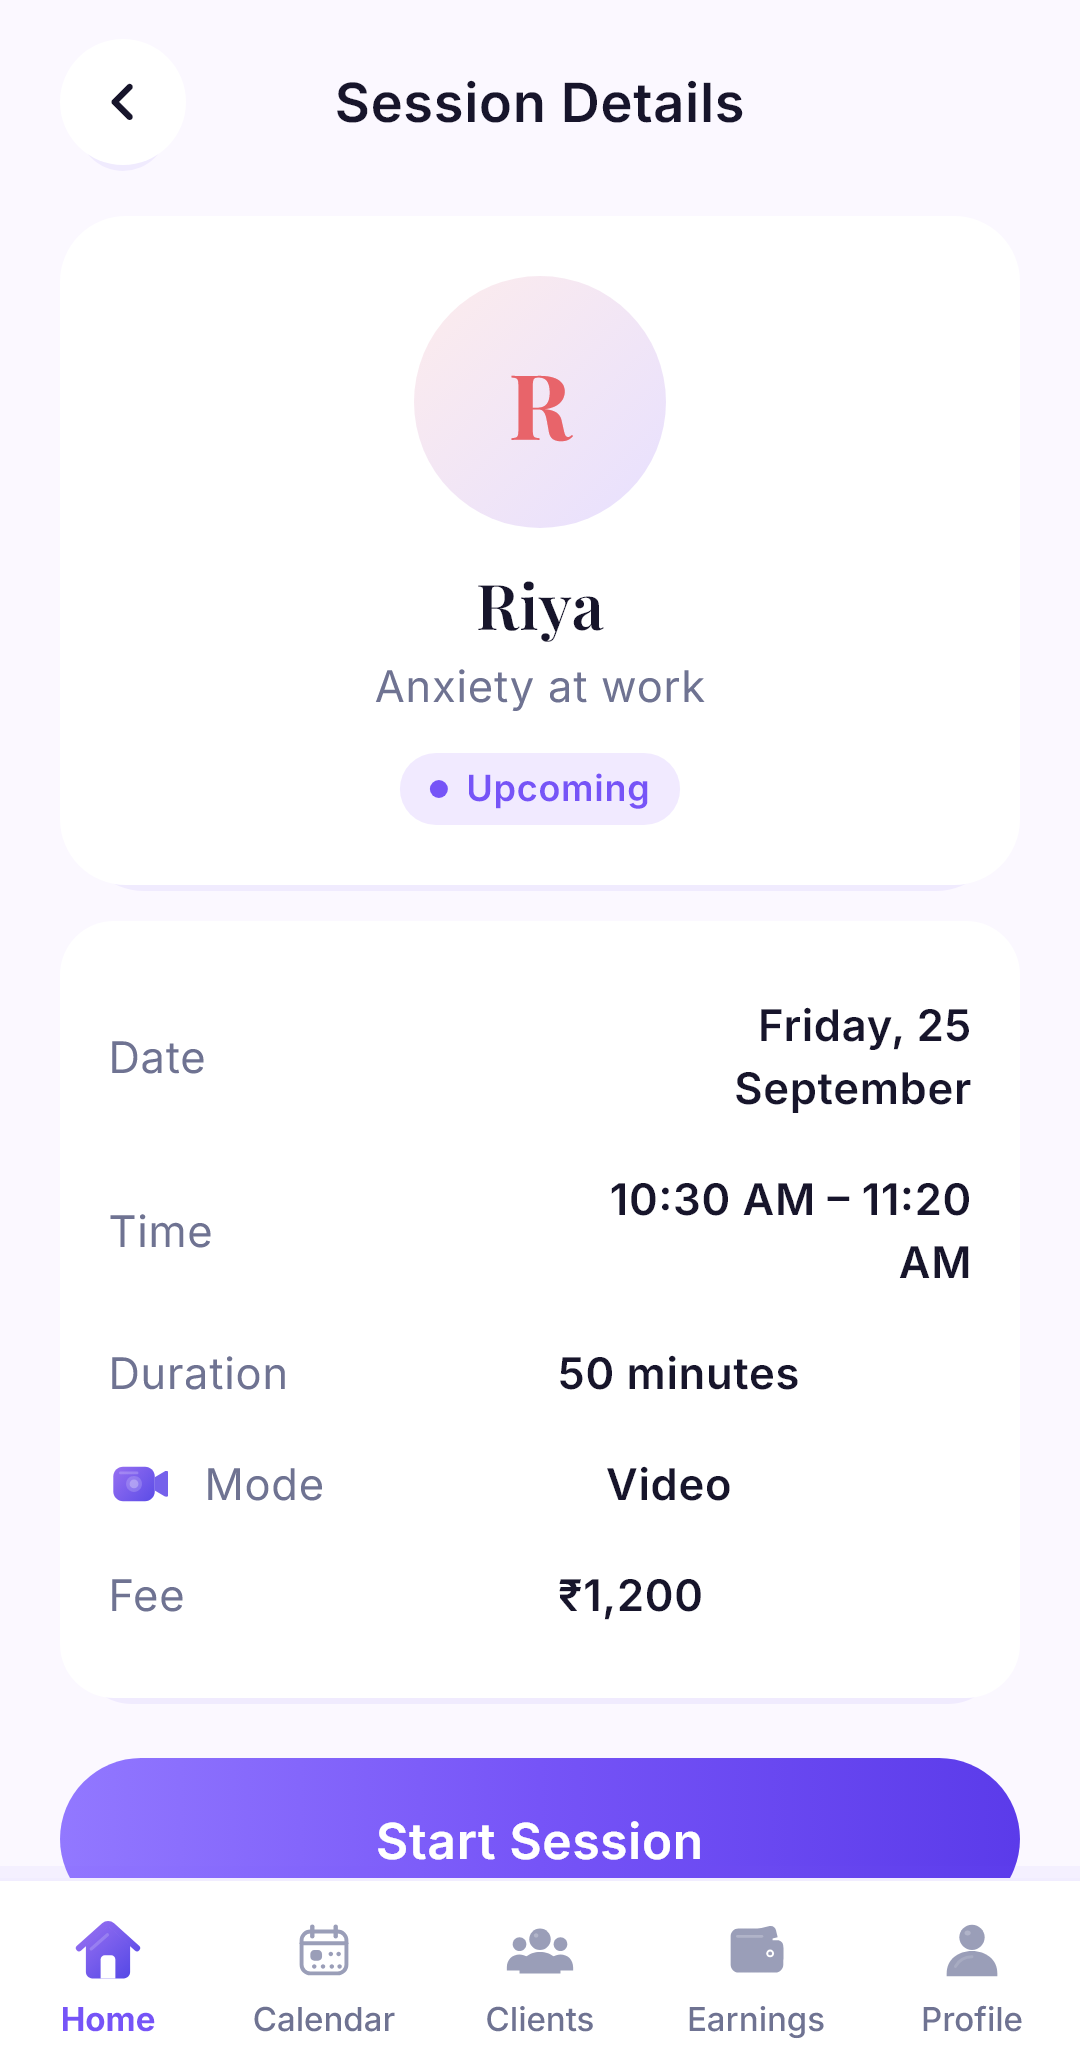 Session Details
R
Riya
Anxiety at work
Upcoming
Date
Friday, 25
September
Time
10:30 AM – 11:20
AM
Duration
50 minutes
Mode
Video
Fee
₹1,200
Start Session
Home
Calendar
Clients
Earnings
Profile